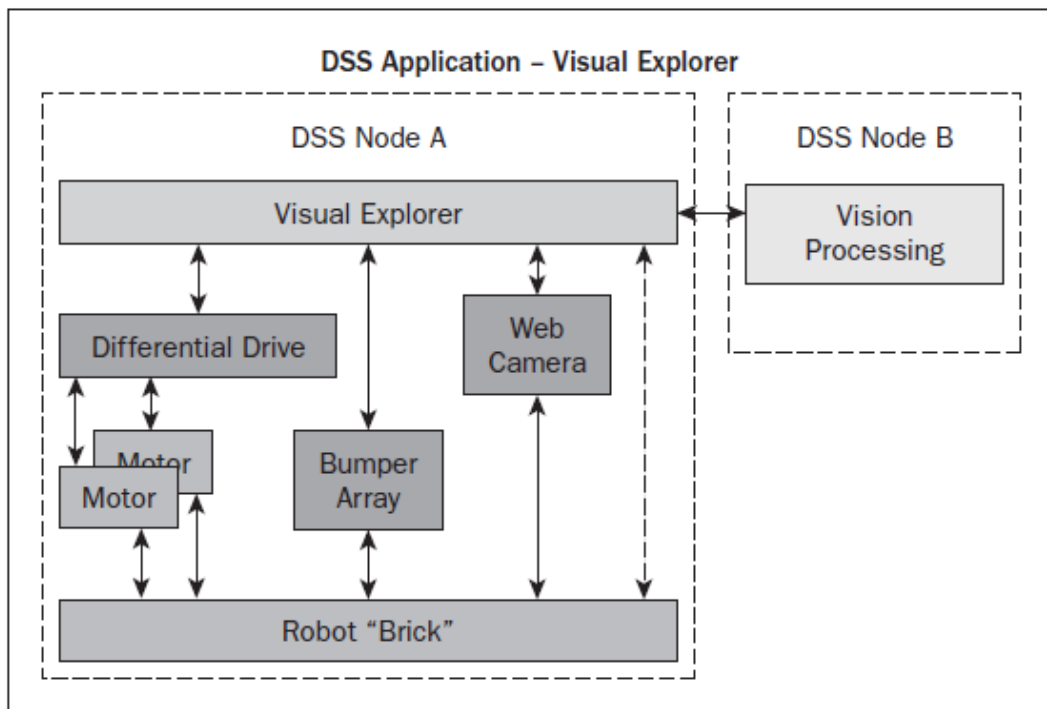 DSS Application – Visual Explorer
DSS Node A
DSS Node B
Visual Explorer
Vision
Processing
Differential Drive
Web
Camera
Motor
Motor
Bumper
Array
Robot “Brick”